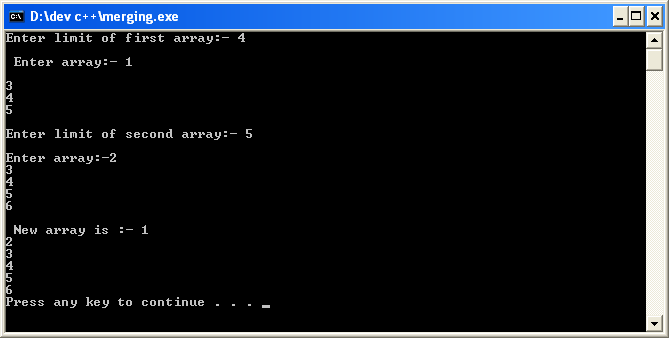 D:\dev c++\merging.exe
Enter limit of first array:- 4
Enter array:- 1
3
4
5
Enter limit of second array:- 5
Enter array:-2
3
4
5
6
New array is :- 1
2
3
4
5
6
Press any key to continue . . . _